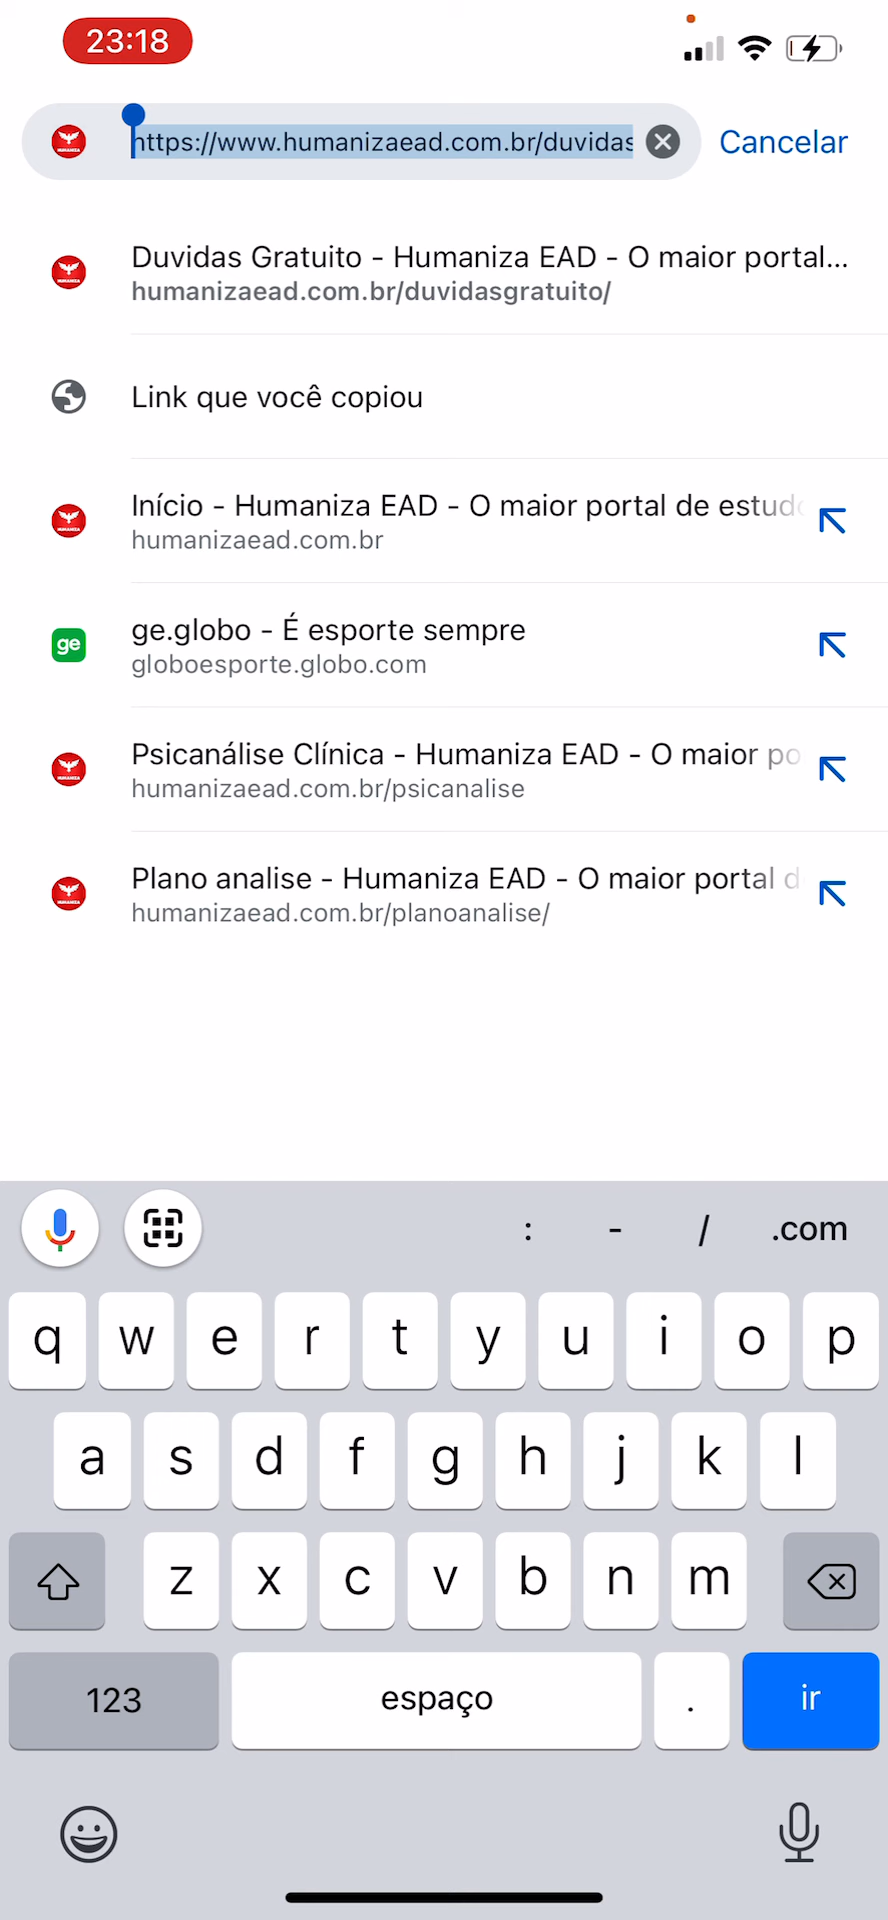 23:18
https://www.humanizaead.com.br/duvidas
Cancelar
Duvidas Gratuito - Humaniza EAD - O maior portal...
humanizaead.com.br/duvidasgratuito/
Link que você copiou
Início - Humaniza EAD - O maior portal de estudo
humanizaead.com.br
ge
ge.globo - É esporte sempre
globoesporte.globo.com
Psicanálise Clínica - Humaniza EAD - O maior po
humanizaead.com.br/psicanalise
Plano analise - Humaniza EAD - O maior portal d
humanizaead.com.br/planoanalise/
: - / .com
q w e r t y u i o p
a s d f g h j k l
z x c v b n m
123 espaço . ir